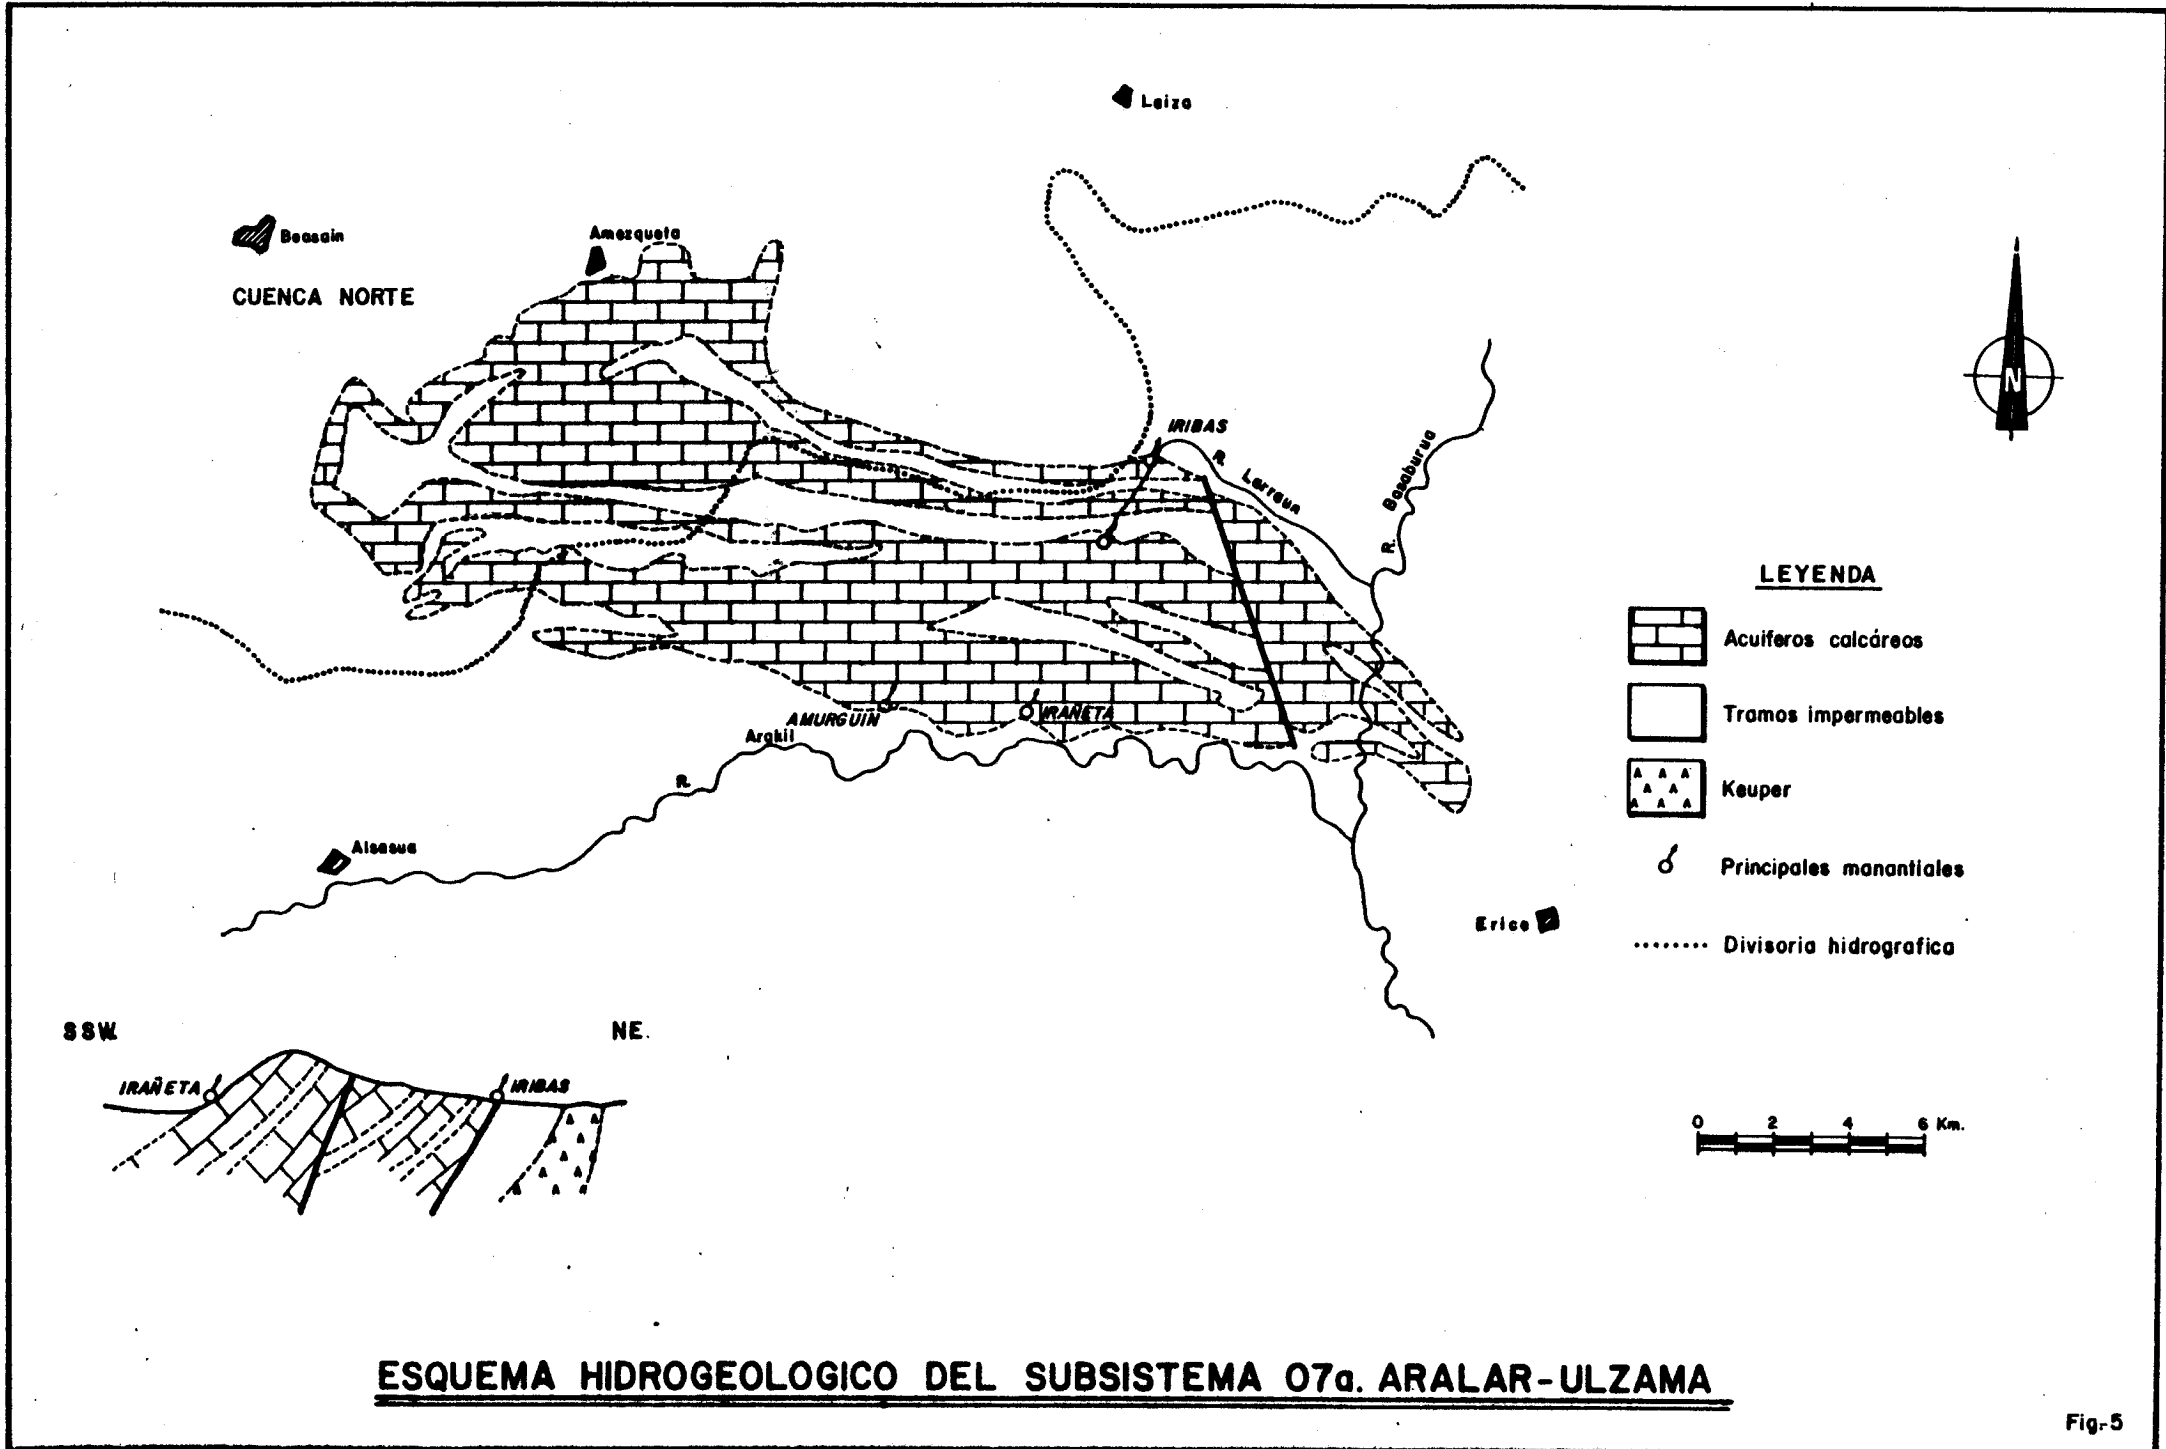 Leiza
Beasain
Amezqueta
CUENCA NORTE
N
IRIBAS
R. Larraun
R. Basaburua
LEYENDA
Acuiferos calcáreos
Tramos impermeables
Keuper
Principales manantiales
Divisoria hidrografica
AMURGUIN
IRAÑETA
R. Arakil
Alsasua
Erice
SSW.
NE.
IRAÑETA
IRIBAS
0 2 4 6 Km.
ESQUEMA HIDROGEOLOGICO DEL SUBSISTEMA 07a. ARALAR-ULZAMA
Fig.-5